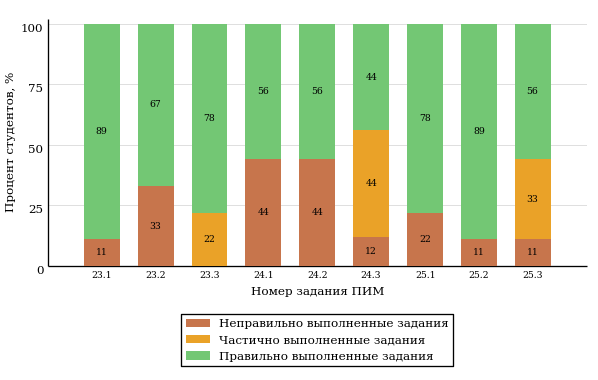 Процент студентов, %
100
75
50
25
0
89 67 78 56 56 44 78 89 56
44 33
11 33 22 44 44 12 22 11 11
23.1 23.2 23.3 24.1 24.2 24.3 25.1 25.2 25.3
Номер задания ПИМ
Неправильно выполненные задания
Частично выполненные задания
Правильно выполненные задания